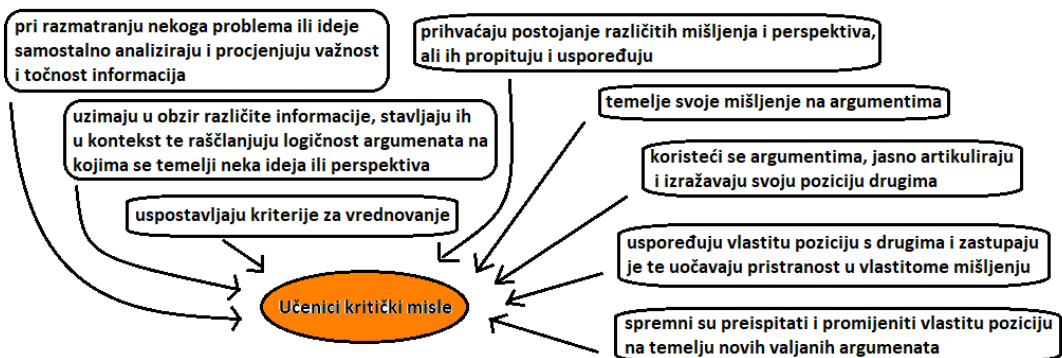 pri razmatranju nekoga problema ili ideje
samostalno analiziraju i procjenjuju važnost
i točnost informacija
prihvaćaju postojanje različitih mišljenja i perspektiva,
ali ih propituju i uspoređuju
temelje svoje mišljenje na argumentima
uzimaju u obzir različite informacije, stavljaju ih
u kontekst te raščlanjuju logičnost argumenata na
kojima se temelji neka ideja ili perspektiva
koristeći se argumentima, jasno artikuliraju
i izražavaju svoju poziciju drugima
uspostavljaju kriterije za vrednovanje
uspoređuju vlastitu poziciju s drugima i zastupaju
je te uočavaju pristranost u vlastitome mišljenju
Učenici kritički misle
spremni su preispitati i promijeniti vlastitu poziciju
na temelju novih valjanih argumenata